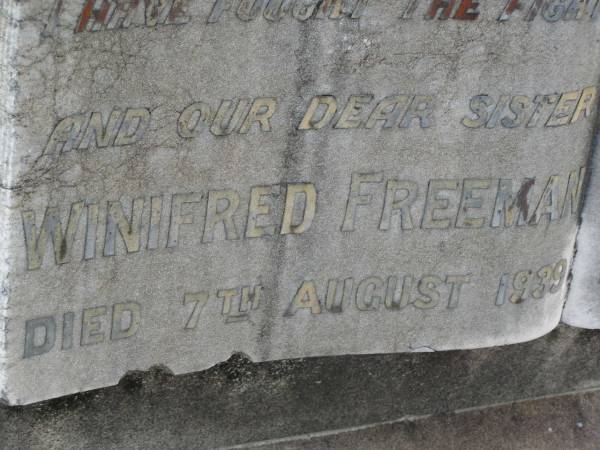 I HAVE FOUGHT THE FIGHT
AND OUR DEAR SISTER
WINIFRED FREEMAN
DIED 7TH AUGUST 1939